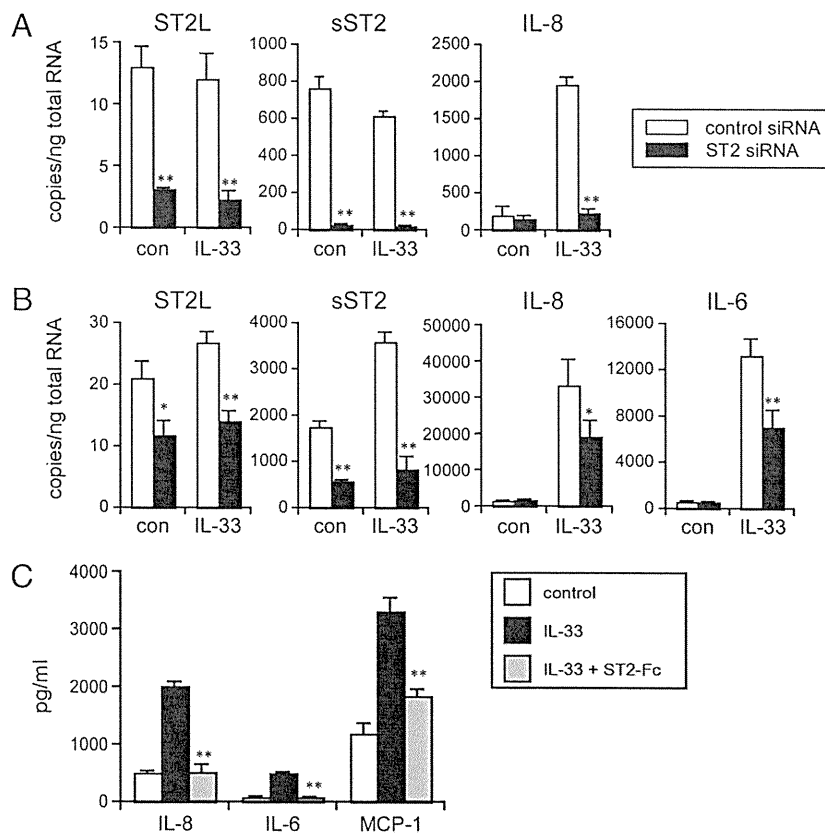 A
ST2L
sST2
IL-8
copies/ng total RNA
15
10
5
0
**
**
con
IL-33
1000
800
600
400
200
0
**
**
con
IL-33
2500
2000
1500
1000
500
0
**
con
IL-33
control siRNA
ST2 siRNA
B
ST2L
sST2
IL-8
IL-6
copies/ng total RNA
30
20
10
0
*
**
con
IL-33
4000
3000
2000
1000
0
**
**
con
IL-33
50000
40000
30000
20000
10000
0
*
con
IL-33
16000
12000
8000
4000
0
**
con
IL-33
C
pg/ml
4000
3000
2000
1000
0
**
**
**
IL-8
IL-6
MCP-1
control
IL-33
IL-33 + ST2-Fc